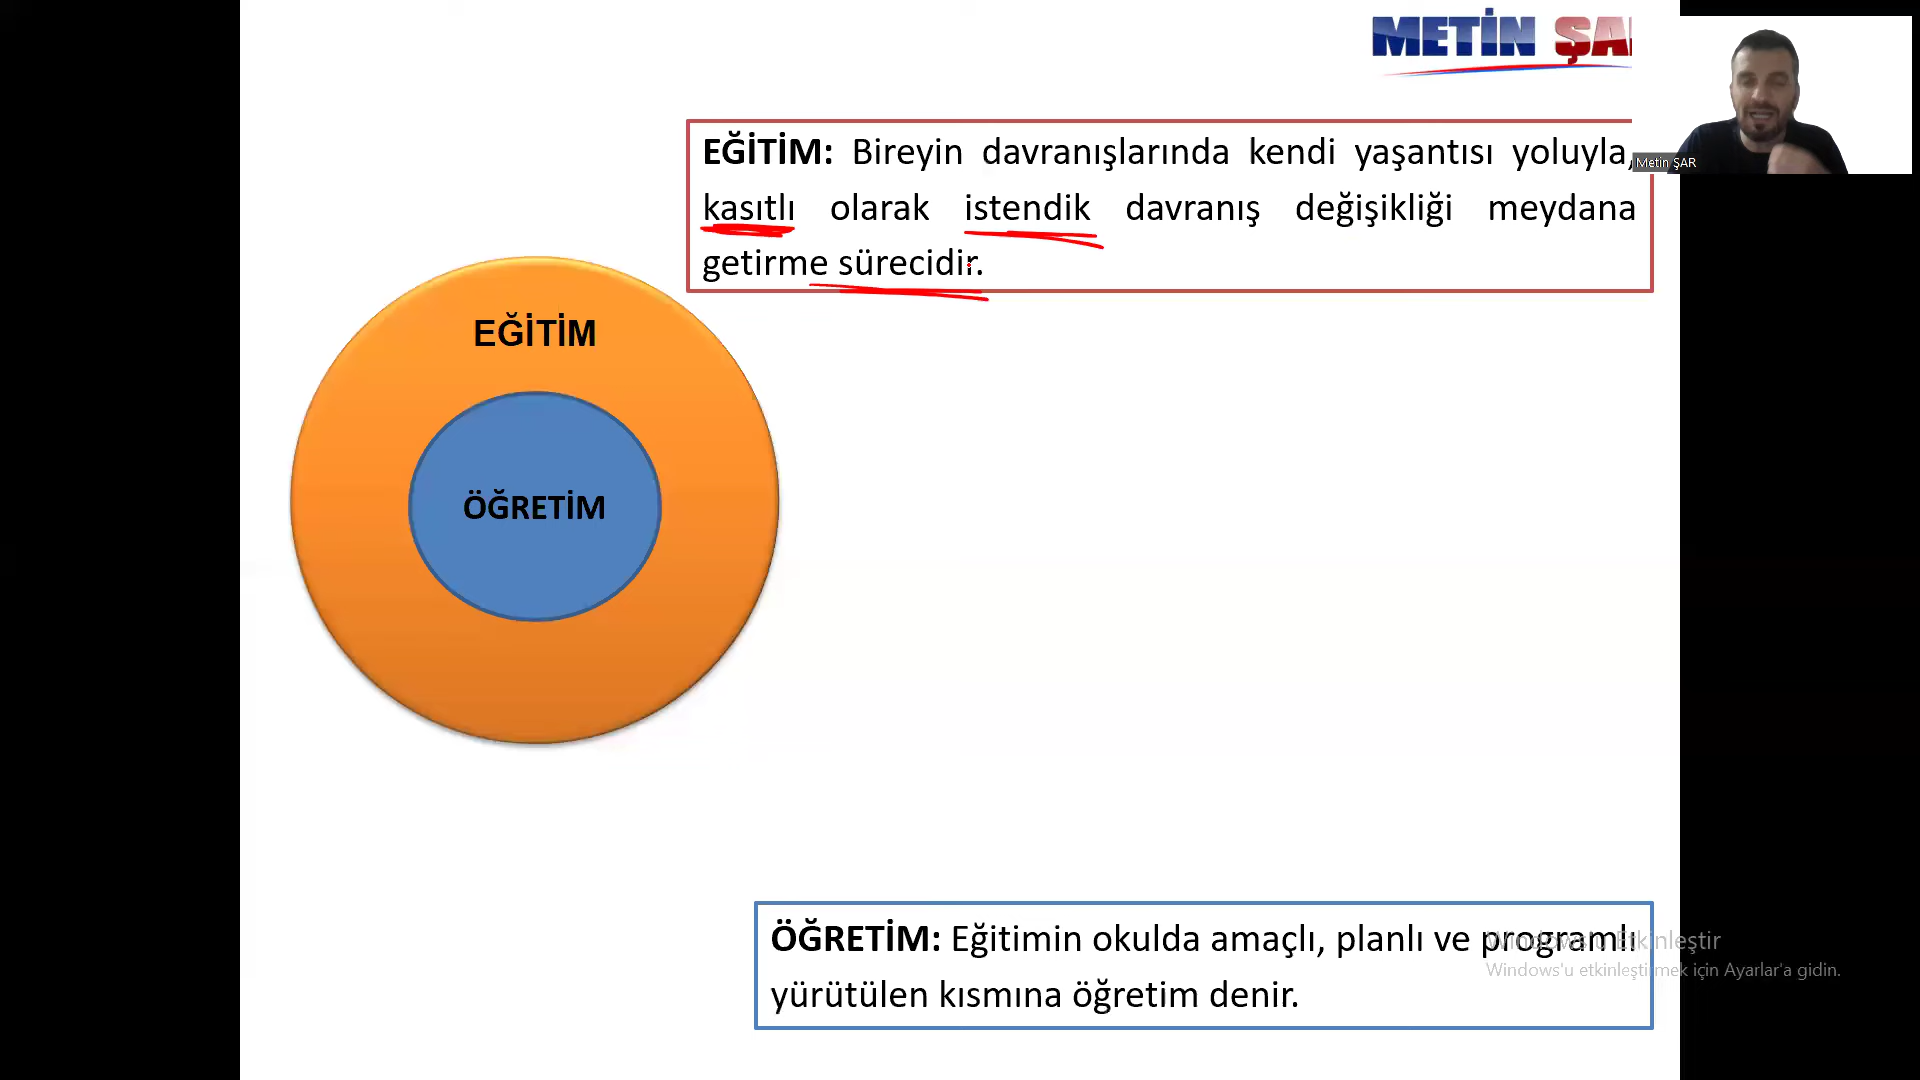 METİN ŞA
EĞİTİM: Bireyin davranışlarında kendi yaşantısı yoluyla,
kasıtlı olarak istendik davranış değişikliği meydana
getirme sürecidir.
Metin ŞAR
EĞİTİM
ÖĞRETİM
ÖĞRETİM: Eğitimin okulda amaçlı, planlı ve programlı
yürütülen kısmına öğretim denir.
Windows'u Etkinleştir
Windows'u etkinleştirmek için Ayarlar'a gidin.